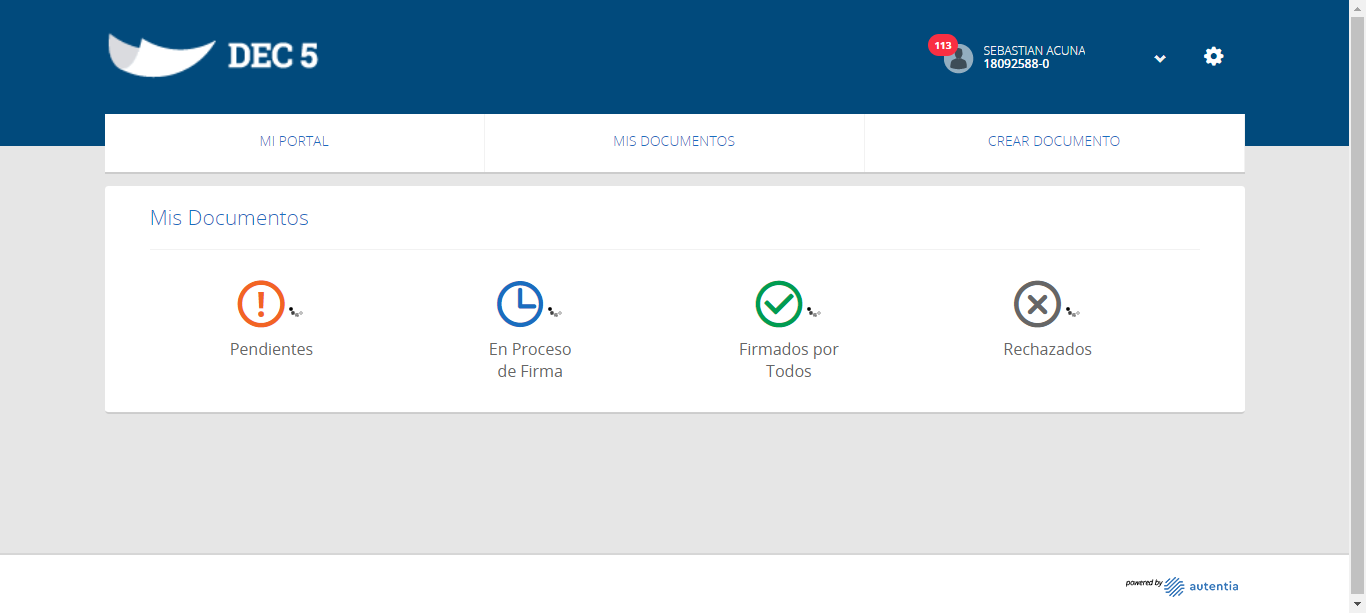 DEC 5
113
SEBASTIAN ACUNA
18092588-0
MI PORTAL
MIS DOCUMENTOS
CREAR DOCUMENTO
Mis Documentos
Pendientes
En Proceso
de Firma
Firmados por
Todos
Rechazados
powered by autentia